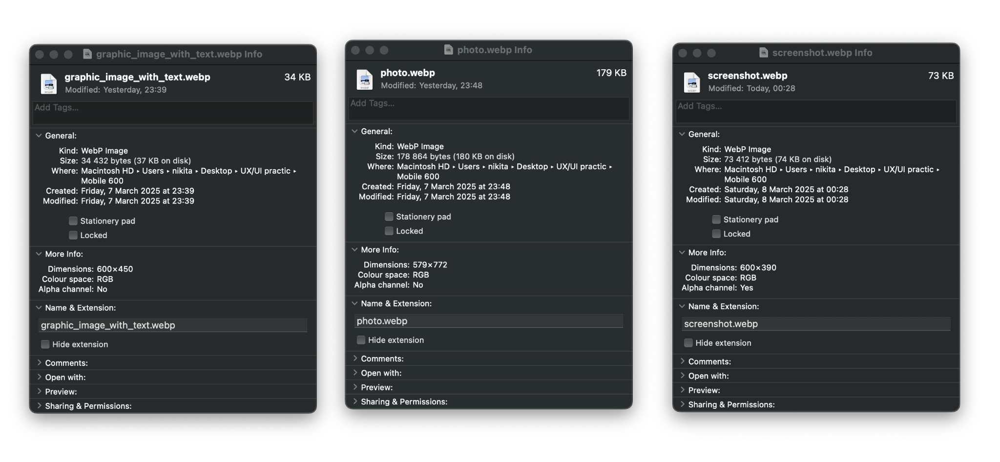 graphic_image_with_text.webp Info
graphic_image_with_text.webp 34 KB
WEBP
Modified: Yesterday, 23:39
Add Tags...
General:
Kind: WebP Image
Size: 34 432 bytes (37 KB on disk)
Where: Macintosh HD ▸ Users ▸ nikita ▸ Desktop ▸ UX/UI practic ▸
Mobile 600
Created: Friday, 7 March 2025 at 23:39
Modified: Friday, 7 March 2025 at 23:39
Stationery pad
Locked
More Info:
Dimensions: 600×450
Colour space: RGB
Alpha channel: No
Name & Extension:
graphic_image_with_text.webp
Hide extension
Comments:
Open with:
Preview:
Sharing & Permissions:
photo.webp Info
photo.webp 179 KB
WEBP
Modified: Yesterday, 23:48
Add Tags...
General:
Kind: WebP Image
Size: 178 864 bytes (180 KB on disk)
Where: Macintosh HD ▸ Users ▸ nikita ▸ Desktop ▸ UX/UI practic ▸
Mobile 600
Created: Friday, 7 March 2025 at 23:48
Modified: Friday, 7 March 2025 at 23:48
Stationery pad
Locked
More Info:
Dimensions: 579×772
Colour space: RGB
Alpha channel: No
Name & Extension:
photo.webp
Hide extension
Comments:
Open with:
Preview:
Sharing & Permissions:
screenshot.webp Info
screenshot.webp 73 KB
WEBP
Modified: Today, 00:28
Add Tags...
General:
Kind: WebP Image
Size: 73 412 bytes (74 KB on disk)
Where: Macintosh HD ▸ Users ▸ nikita ▸ Desktop ▸ UX/UI practic ▸
Mobile 600
Created: Saturday, 8 March 2025 at 00:28
Modified: Saturday, 8 March 2025 at 00:28
Stationery pad
Locked
More Info:
Dimensions: 600×390
Colour space: RGB
Alpha channel: Yes
Name & Extension:
screenshot.webp
Hide extension
Comments:
Open with:
Preview:
Sharing & Permissions: